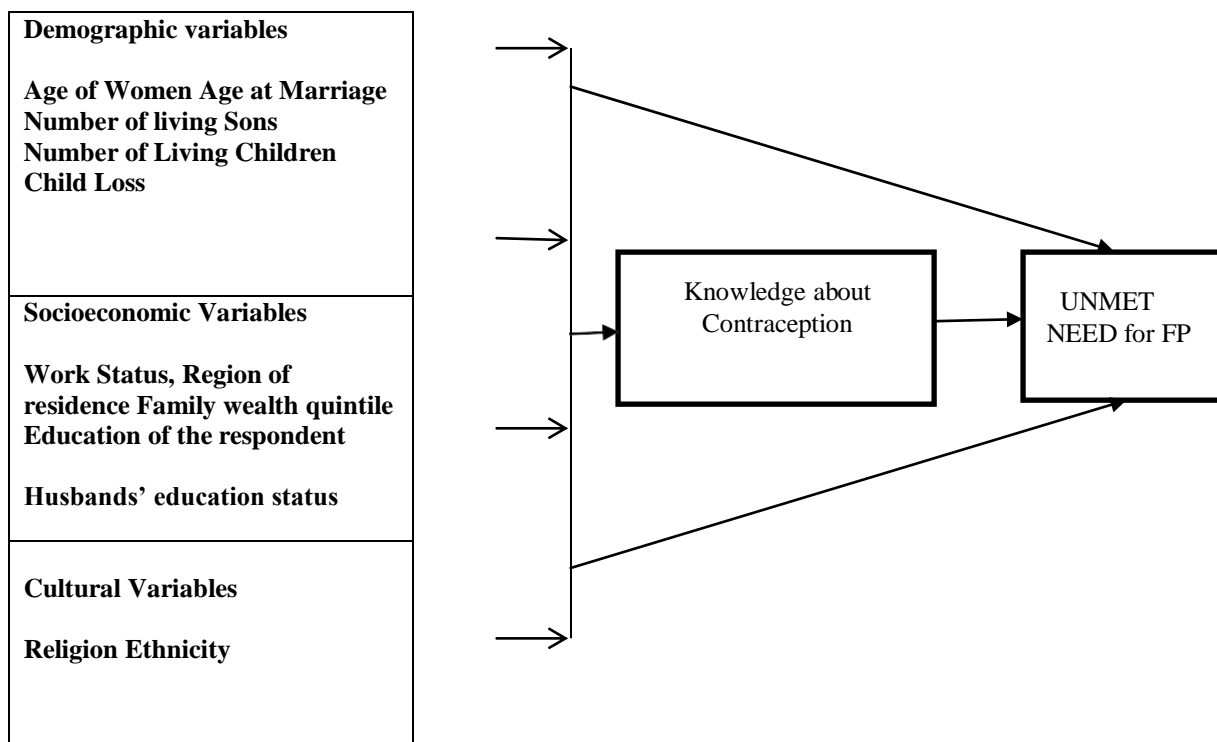 Demographic variables
Age of Women Age at Marriage
Number of living Sons
Number of Living Children
Child Loss
Socioeconomic Variables
Work Status, Region of
residence Family wealth quintile
Education of the respondent
Husbands’ education status
Cultural Variables
Religion Ethnicity
Knowledge about
Contraception
UNMET
NEED for FP